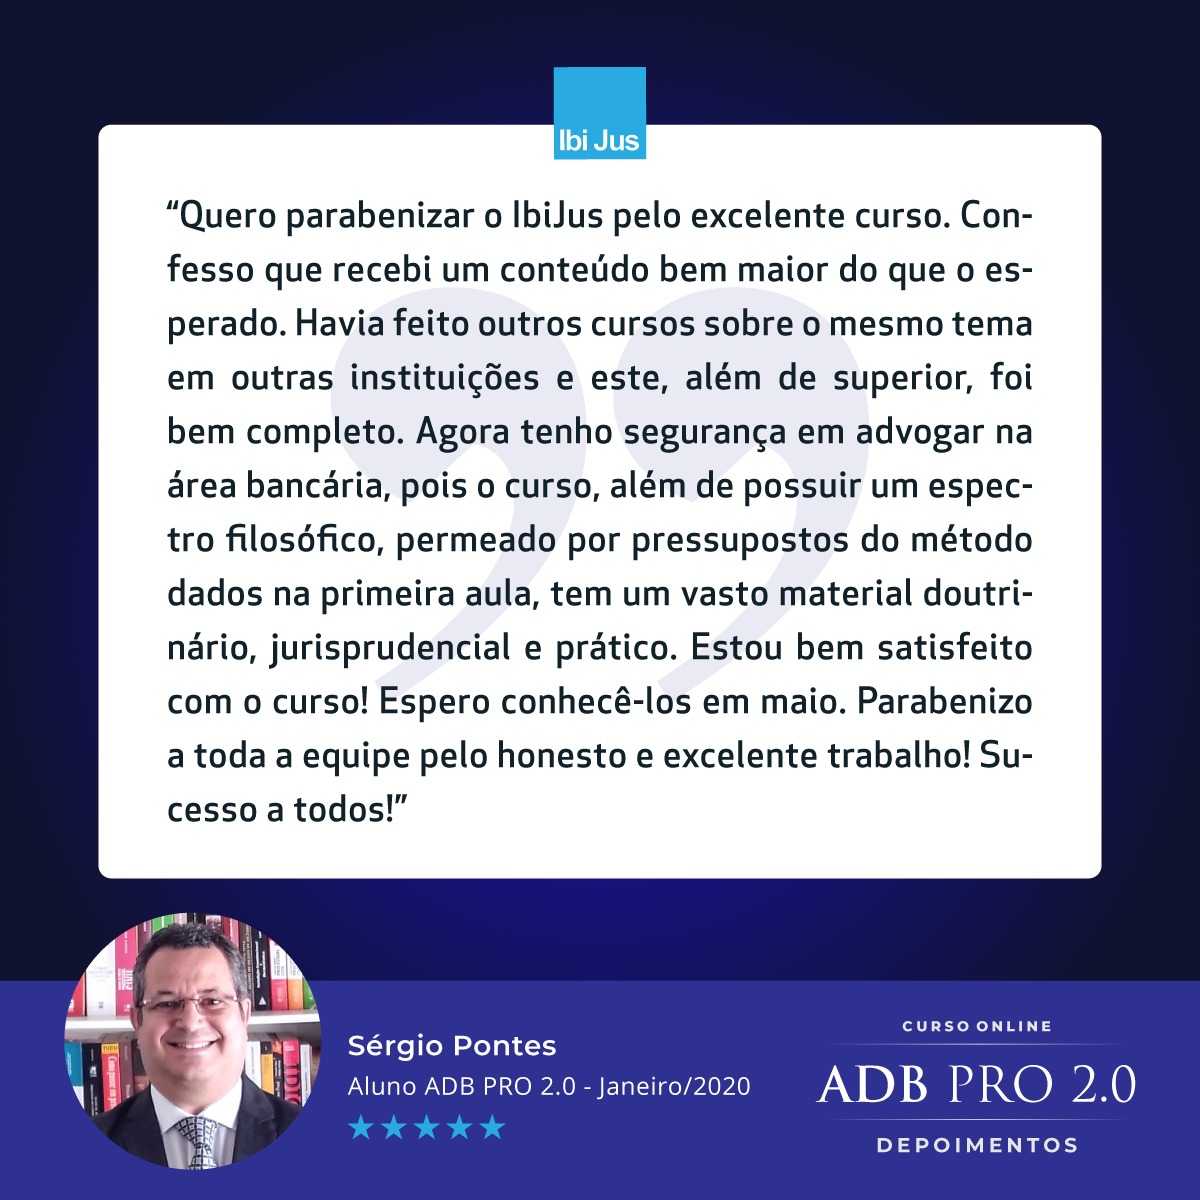 Ibi Jus
“Quero parabenizar o IbiJus pelo excelente curso. Con-
fesso que recebi um conteúdo bem maior do que o es-
perado. Havia feito outros cursos sobre o mesmo tema
em outras instituições e este, além de superior, foi
bem completo. Agora tenho segurança em advogar na
área bancária, pois o curso, além de possuir um espec-
tro filosófico, permeado por pressupostos do método
dados na primeira aula, tem um vasto material doutri-
nário, jurisprudencial e prático. Estou bem satisfeito
com o curso! Espero conhecê-los em maio. Parabenizo
a toda a equipe pelo honesto e excelente trabalho! Su-
cesso a todos!”
Sérgio Pontes
Aluno ADB PRO 2.0 - Janeiro/2020
CURSO ONLINE
ADB PRO 2.0
DEPOIMENTOS